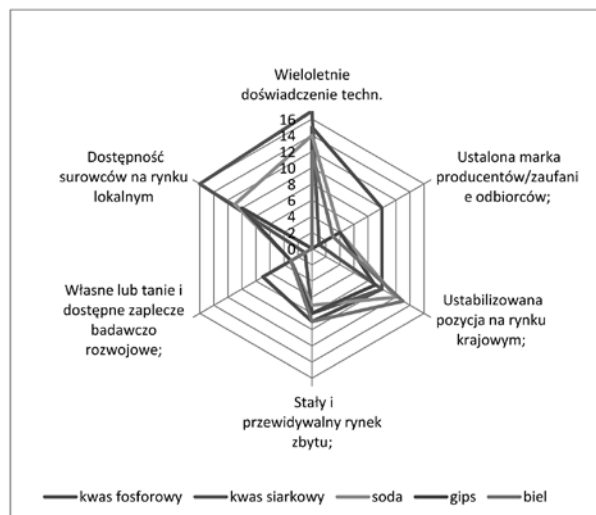 Wieloletnie
doświadczenie techn.
16
14
12
10
8
6
4
2
0
Ustalona marka
producentów/zaufani
e odbiorców;
Ustabilizowana
pozycja na rynku
krajowym;
Stały i
przewidywalny rynek
zbytu;
Własne lub tanie i
dostępne zaplecze
badawczo
rozwojowe;
Dostępność
surowców na rynku
lokalnym
kwas fosforowy kwas siarkowy soda gips biel